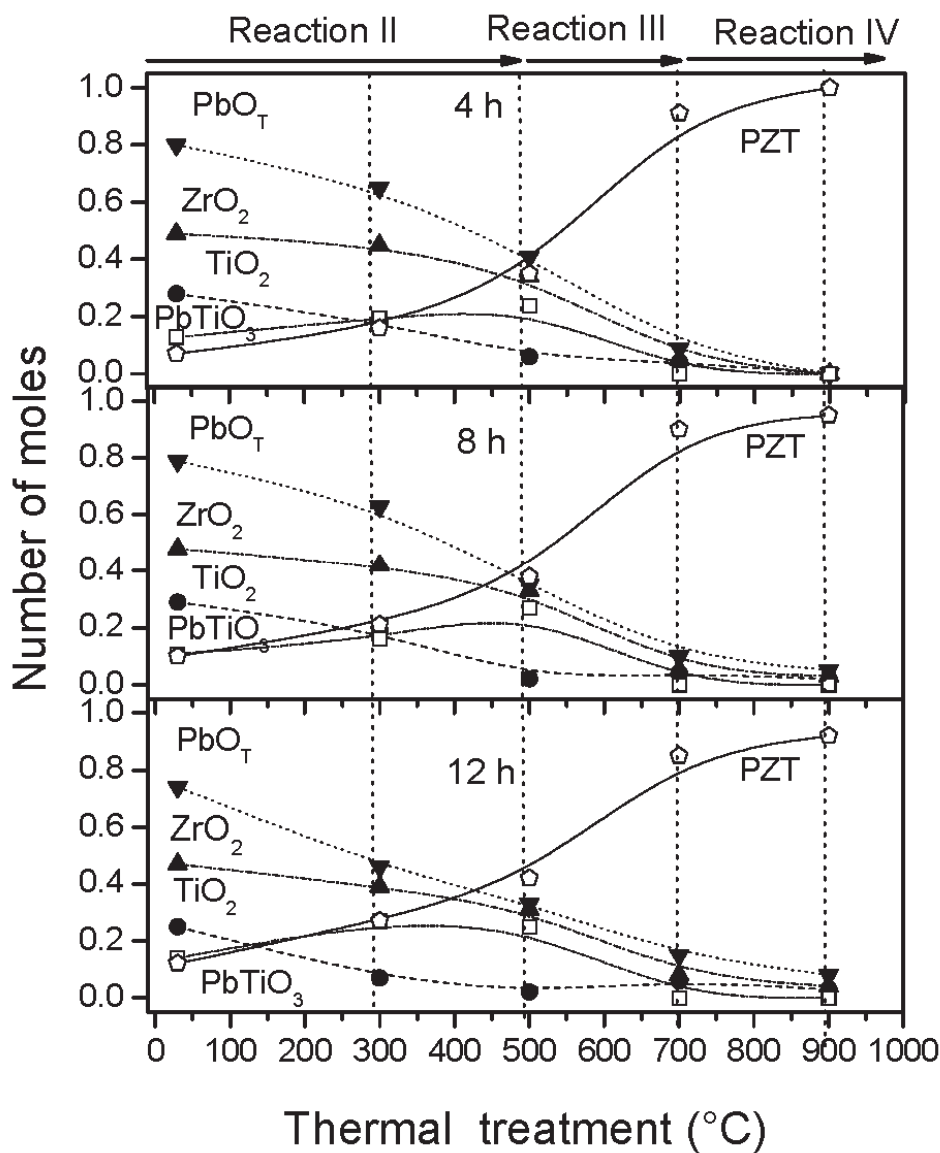 Reaction II Reaction III Reaction IV
1.0
PbO_T 4 h
0.8 PZT
ZrO_2
0.6
TiO_2
0.4
0.2 PbTiO_3
0.0
1.0
PbO_T 8 h
0.8 PZT
ZrO_2
0.6
TiO_2
0.4
0.2 PbTiO_3
0.0
1.0
PbO_T 12 h
0.8 PZT
ZrO_2
0.6
TiO_2
0.4
0.2
PbTiO_3
0.0
0 100 200 300 400 500 600 700 800 900 1000
Number of moles
Thermal treatment (°C)